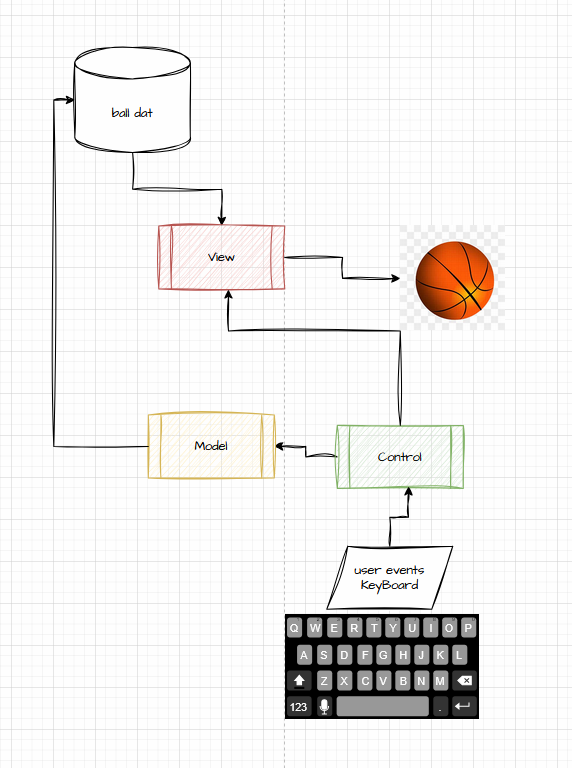 ball dat
View
Model
Control
user events
KeyBoard
Q W E R T Y U I O P
A S D F G H J K L
Z X C V B N M
123 .